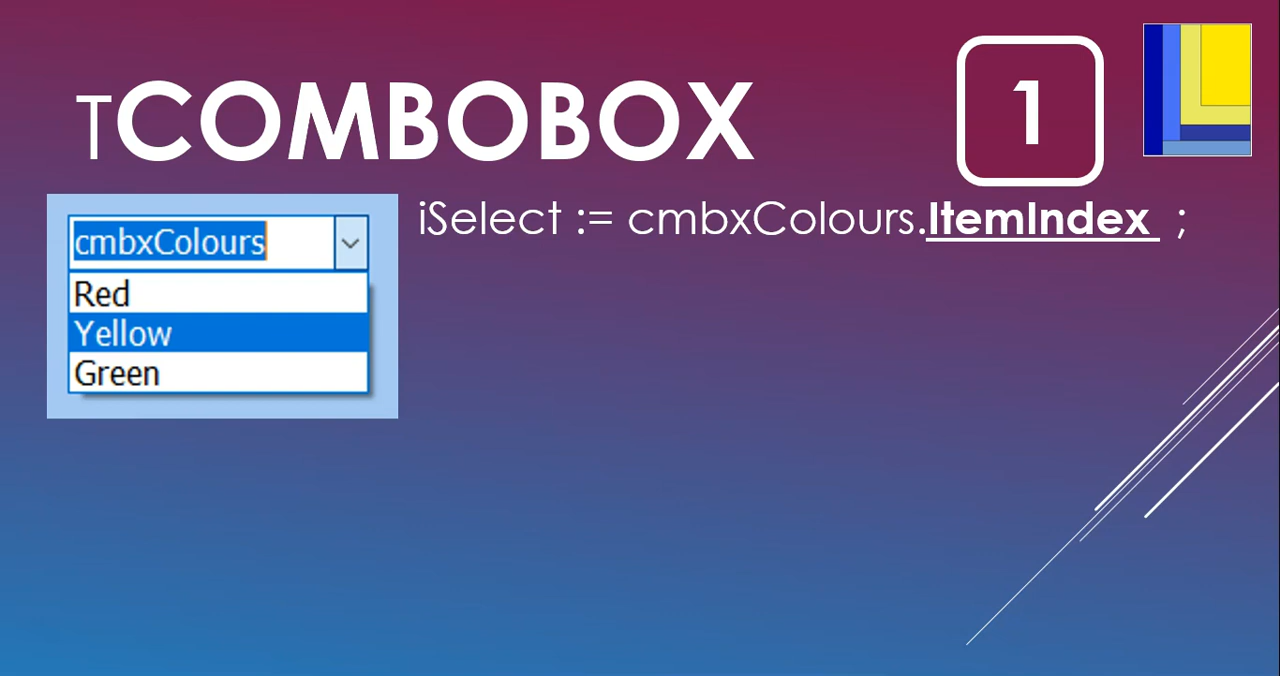 TCOMBOBOX
1
iSelect := cmbxColours.ItemIndex ;
cmbxColours
Red
Yellow
Green